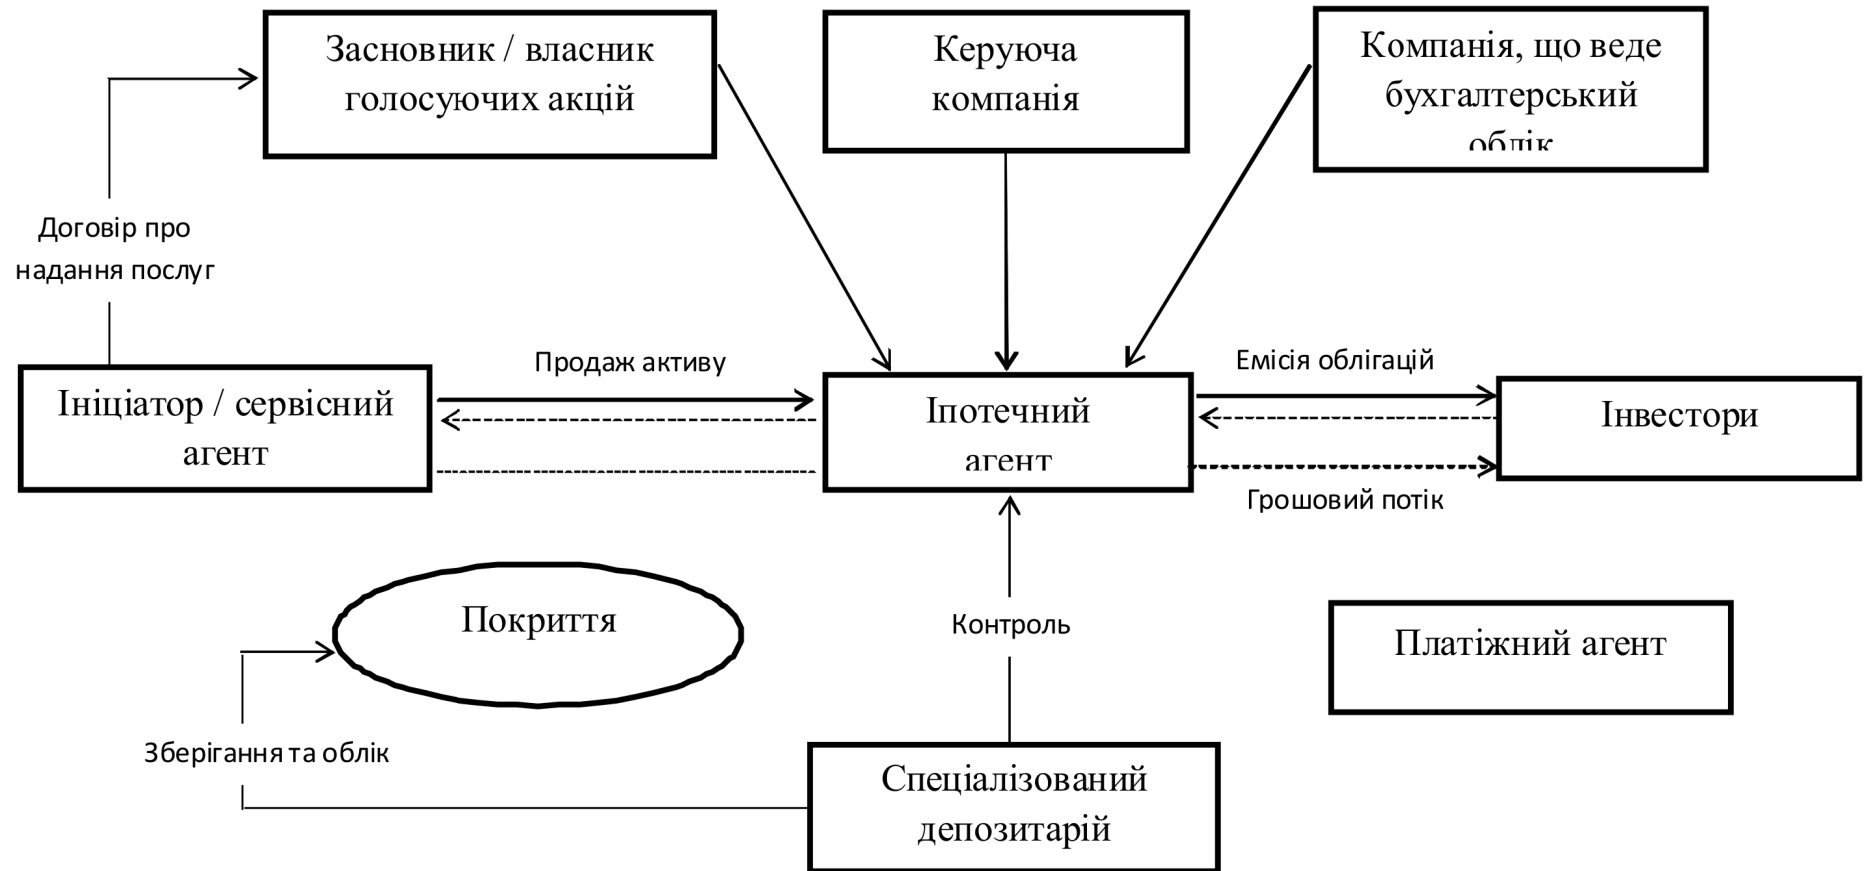 Засновник / власник
голосуючих акцій
Керуюча
компанія
Компанія, що веде
бухгалтерський
облік
Договір про
надання послуг
Продаж активу
Емісія облігацій
Ініціатор / сервісний
агент
Іпотечний
агент
Інвестори
Грошовий потік
Покриття
Контроль
Платіжний агент
Зберігання та облік
Спеціалізований
депозитарій